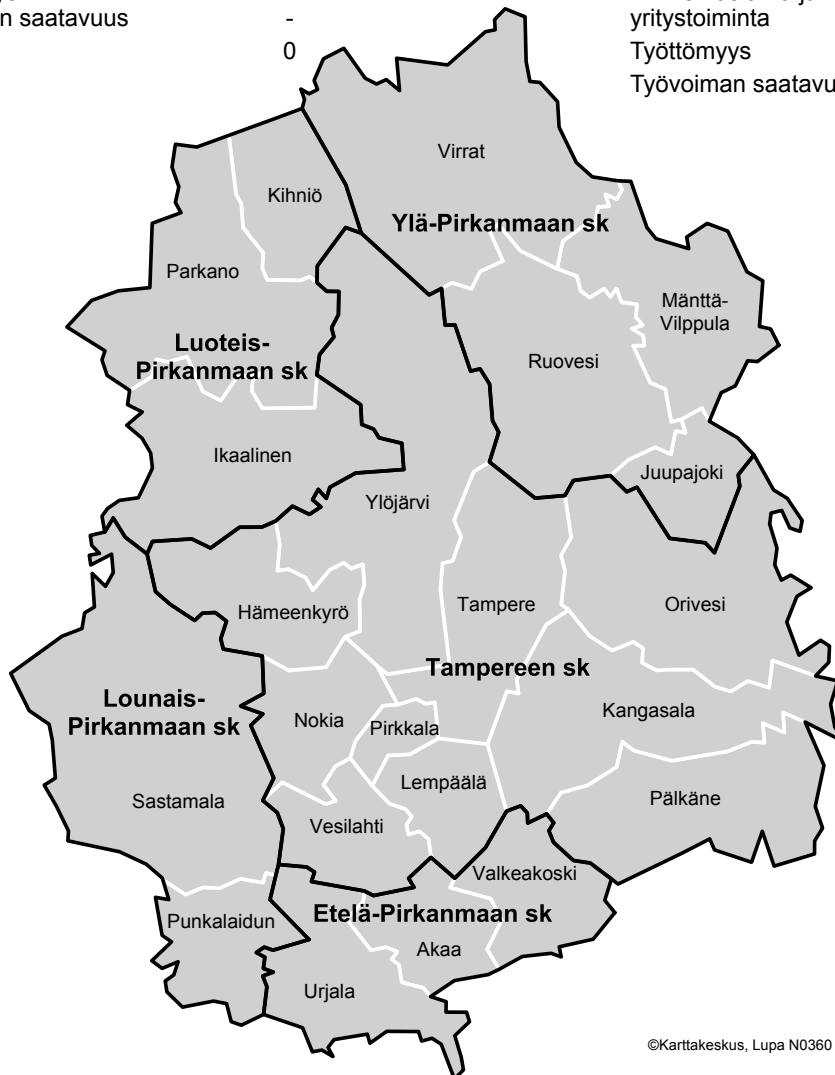 n saatavuus
-
0
yritystoiminta
Työttömyys
Työvoiman saatavu
Virrat
Kihniö
Ylä-Pirkanmaan sk
Parkano
Mänttä-
Vilppula
Luoteis-
Pirkanmaan sk
Ruovesi
Ikaalinen
Juupajoki
Ylöjärvi
Hämeenkyrö
Tampere
Orivesi
Tampereen sk
Lounais-
Pirkanmaan sk
Nokia
Pirkkala
Kangasala
Lempäälä
Sastamala
Vesilahti
Pälkäne
Valkeakoski
Punkalaidun
Etelä-Pirkanmaan sk
Akaa
Urjala
©Karttakeskus, Lupa N0360